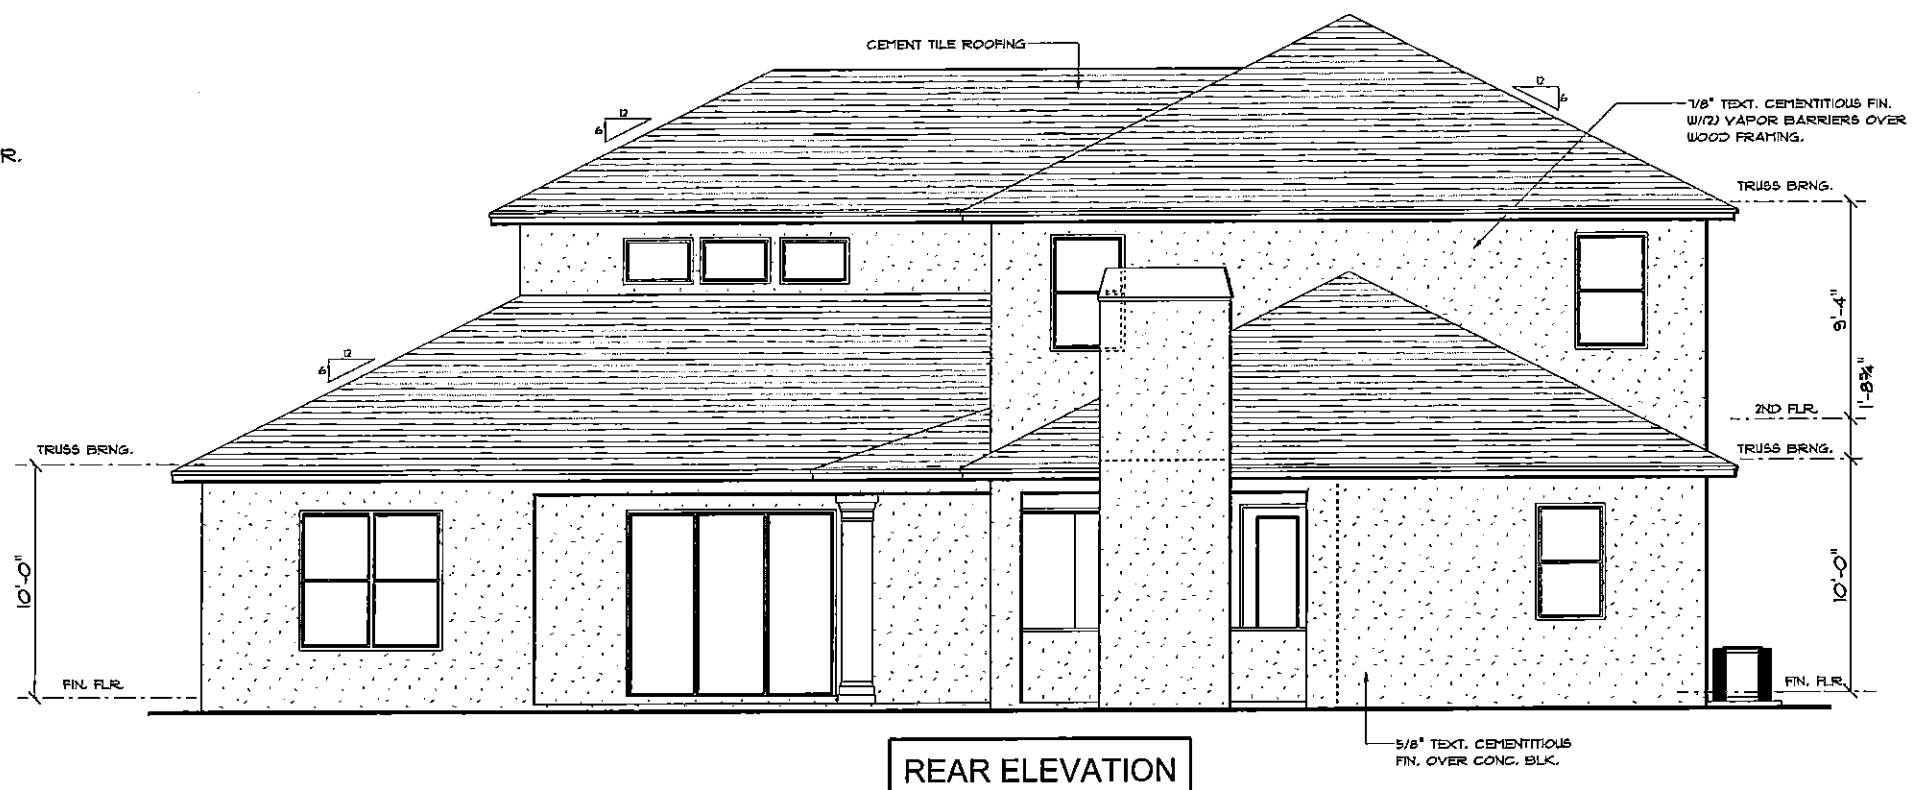 CEMENT TILE ROOFING
12
6
12
6
7/8" TEXT. CEMENTITIOUS FIN.
W/(2) VAPOR BARRIERS OVER
WOOD FRAMING.
R.
TRUSS BRNG.
9'-4"
12
6
1'-8¾"
2ND FLR.
TRUSS BRNG.
TRUSS BRNG.
10'-0"
10'-0"
FIN. FLR.
FIN. FLR.
5/8" TEXT. CEMENTITIOUS
FIN. OVER CONC. BLK.
REAR ELEVATION